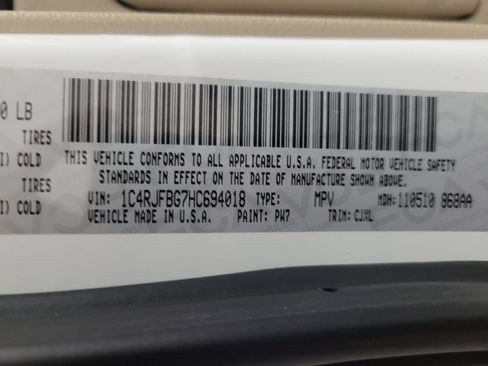 0 LB
TIRES
I) COLD
TIRES
I) COLD
THIS VEHICLE CONFORMS TO ALL APPLICABLE U.S.A. FEDERAL MOTOR VEHICLE SAFETY
STANDARDS IN EFFECT ON THE DATE OF MANUFACTURE SHOWN ABOVE.
VIN: 1C4RJFBG7HC694018 TYPE: MPV MDH: 110510 868AA
VEHICLE MADE IN U.S.A. PAINT: PW7 TRIM: CJXL